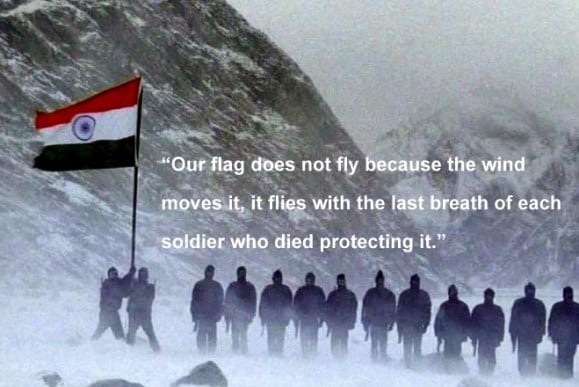 “Our flag does not fly because the wind
moves it, it flies with the last breath of each
soldier who died protecting it.”